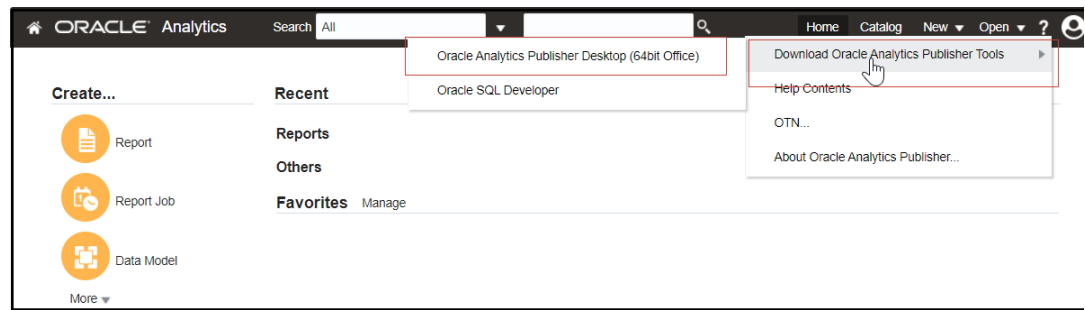 ORACLE Analytics Search All Home Catalog New Open ?
Oracle Analytics Publisher Desktop (64bit Office)
Oracle SQL Developer
Download Oracle Analytics Publisher Tools
Help Contents
OTN...
About Oracle Analytics Publisher...
Create...
Report
Report Job
Data Model
More
Recent
Reports
Others
Favorites Manage